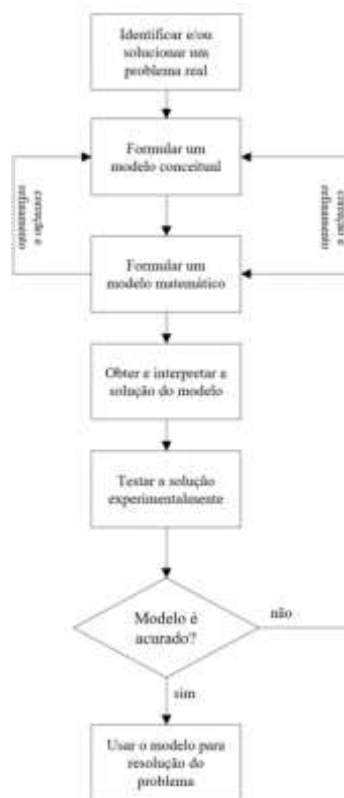 Identificar e/ou
solucionar um
problema real
Formular um
modelo conceitual
correção e
refinamento
correção e
refinamento
Formular um
modelo matemático
Obter e interpretar a
solução do modelo
Testar a solução
experimentalmente
Modelo é
acurado?
não
sim
Usar o modelo para
resolução do
problema